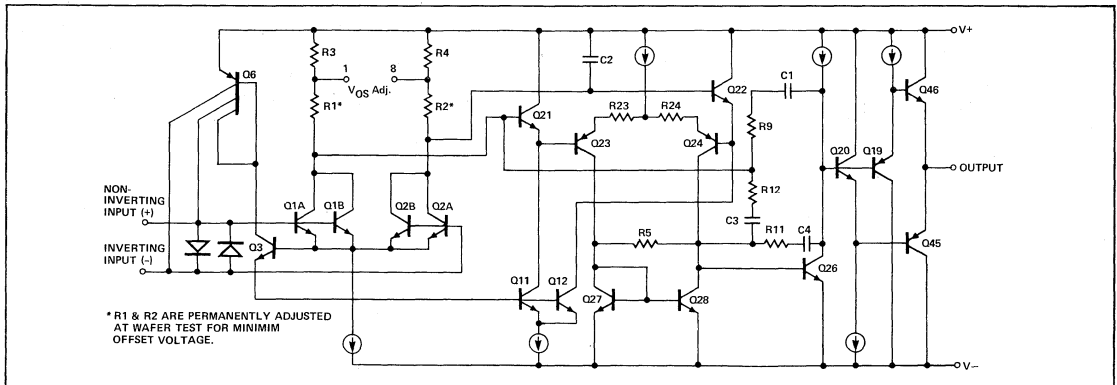 V+
R3
R4
Q6
1
8
VOS Adj.
C2
C1
Q22
Q46
R1*
R2*
Q21
R23
R24
R9
Q23
Q24
Q20
Q19
OUTPUT
R12
NON-
INVERTING
INPUT (+)
Q1A
Q1B
Q2B
Q2A
C3
R5
R11
C4
Q45
INVERTING
INPUT (–)
Q3
Q26
Q11
Q12
Q27
Q28
* R1 & R2 ARE PERMANENTLY ADJUSTED
AT WAFER TEST FOR MINIMIM
OFFSET VOLTAGE.
V–